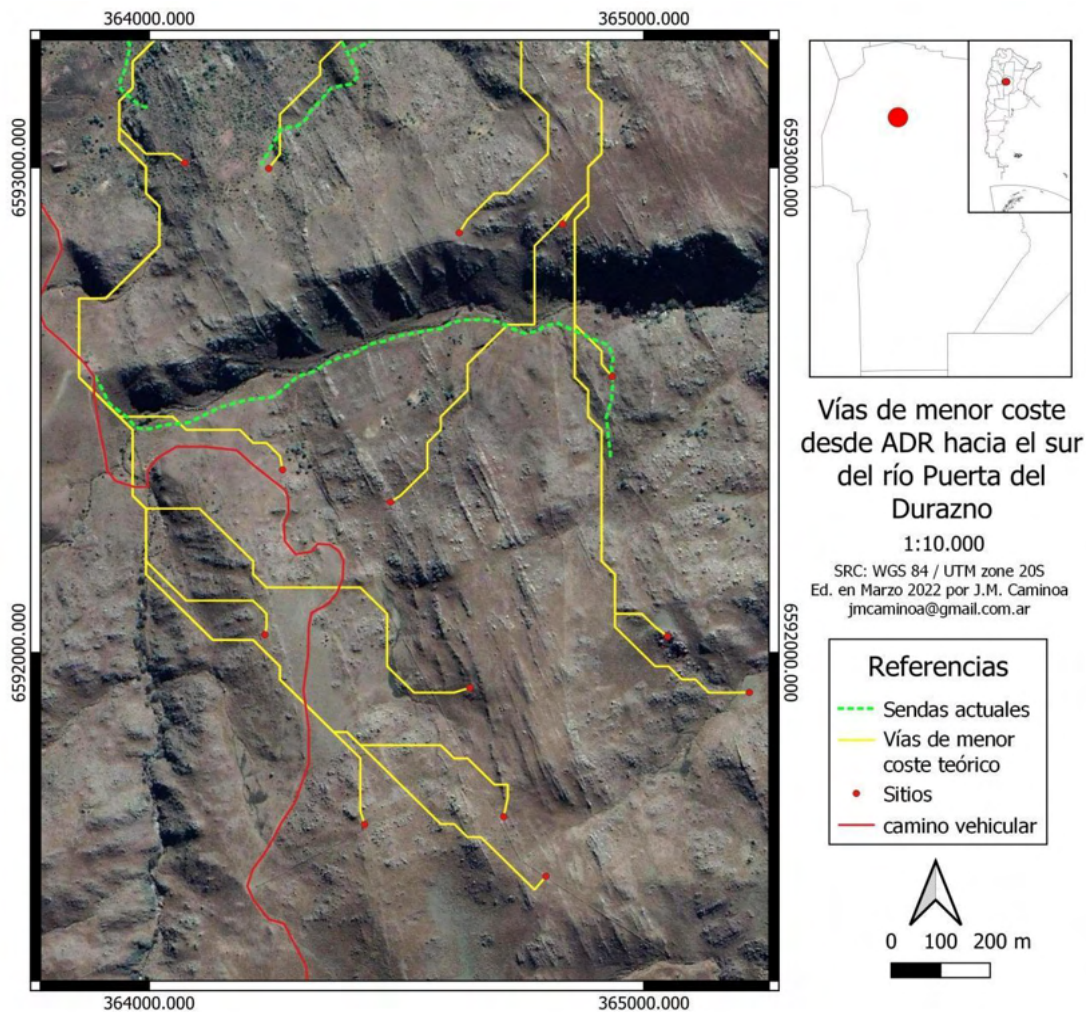 364000.000
365000.000
6593000.000
6593000.000
6592000.000
6592000.000
364000.000
365000.000
Vías de menor coste
desde ADR hacia el sur
del río Puerta del
Durazno
1:10.000
SRC: WGS 84 / UTM zone 20S
Ed. en Marzo 2022 por J.M. Caminoa
jmcaminoa@gmail.com.ar
Referencias
Sendas actuales
Vías de menor
coste teórico
Sitios
camino vehicular
0 100 200 m